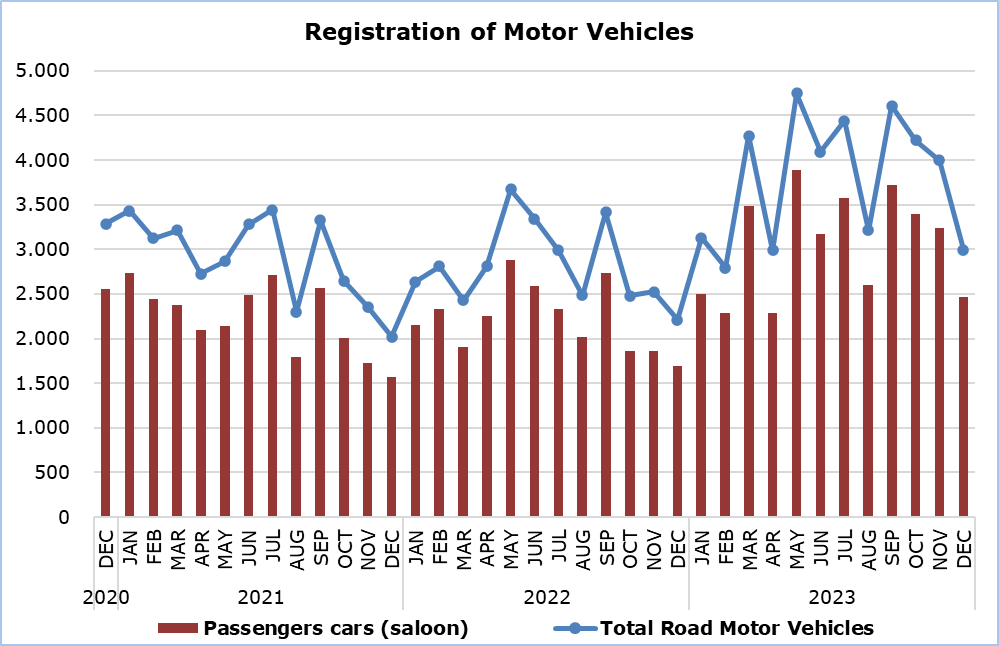 Registration of Motor Vehicles
5.000
4.500
4.000
3.500
3.000
2.500
2.000
1.500
1.000
500
0
DEC JAN FEB MAR APR MAY JUN JUL AUG SEP OCT NOV DEC JAN FEB MAR APR MAY JUN JUL AUG SEP OCT NOV DEC JAN FEB MAR APR MAY JUN JUL AUG SEP OCT NOV DEC
2020 2021 2022 2023
Passengers cars (saloon) Total Road Motor Vehicles